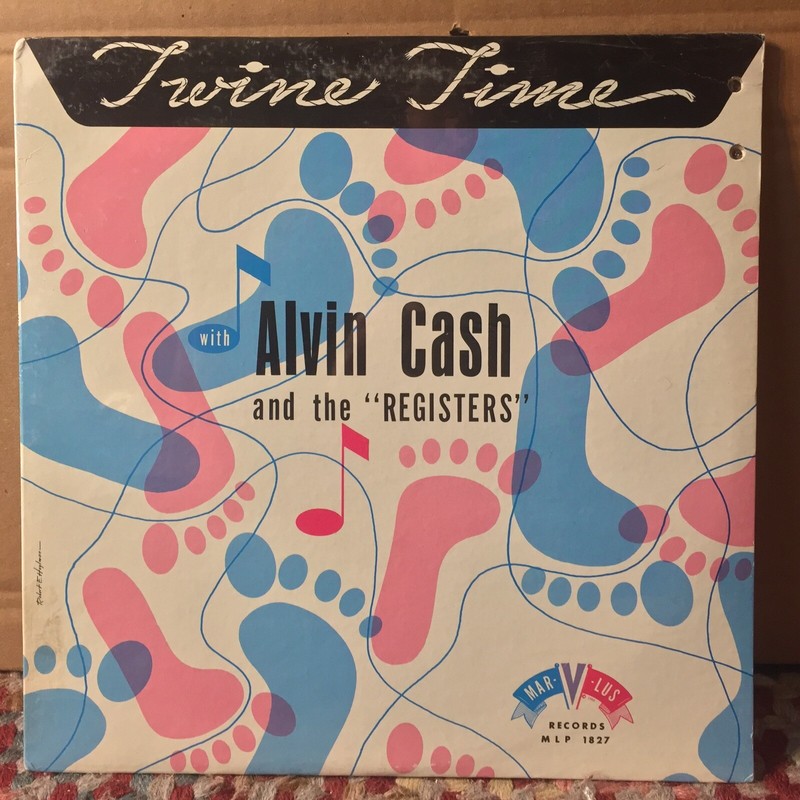 Twine Time
with
Alvin Cash
and the "REGISTERS"
MAR-V-LUS
RECORDS
MLP 1827